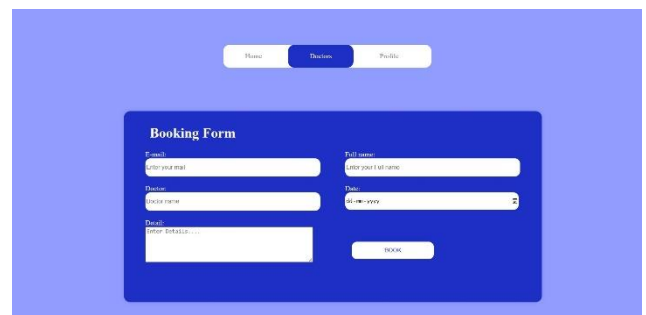 Home Doctors Profile
Booking Form
E-mail: Full name:
Enter your mail Enter your Full name
Doctor: Date:
Doctor name dd-mm-yyyy
Detail:
Enter Details....
BOOK